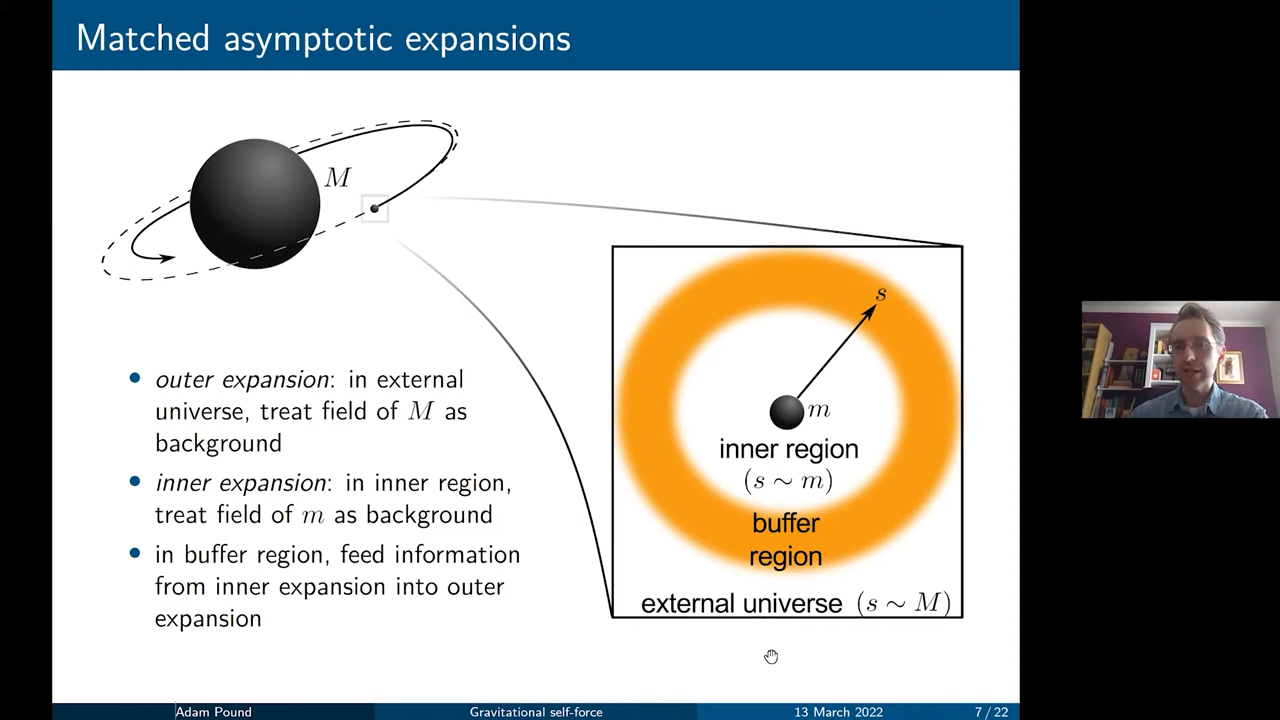 Matched asymptotic expansions
M
s
m
inner region
(s ∼ m)
buffer
region
external universe (s ∼ M)
• outer expansion: in external
universe, treat field of M as
background
• inner expansion: in inner region,
treat field of m as background
• in buffer region, feed information
from inner expansion into outer
expansion
Adam Pound Gravitational self-force 13 March 2022 7 / 22